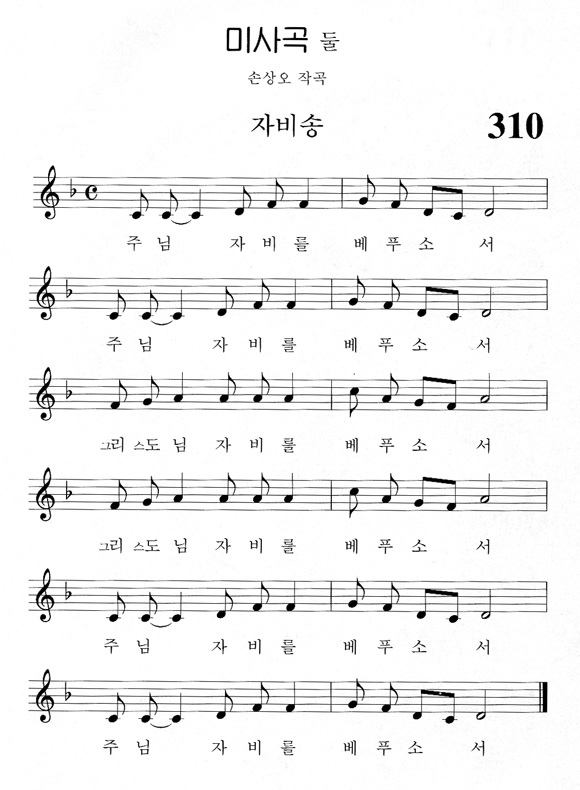 미사곡 둘
손상오 작곡
자비송 310
주 님 자 비 를 베 푸 소 서
주 님 자 비 를 베 푸 소 서
그리 스도 님 자 비 를 베 푸 소 서
그리 스도 님 자 비 를 베 푸 소 서
주 님 자 비 를 베 푸 소 서
주 님 자 비 를 베 푸 소 서